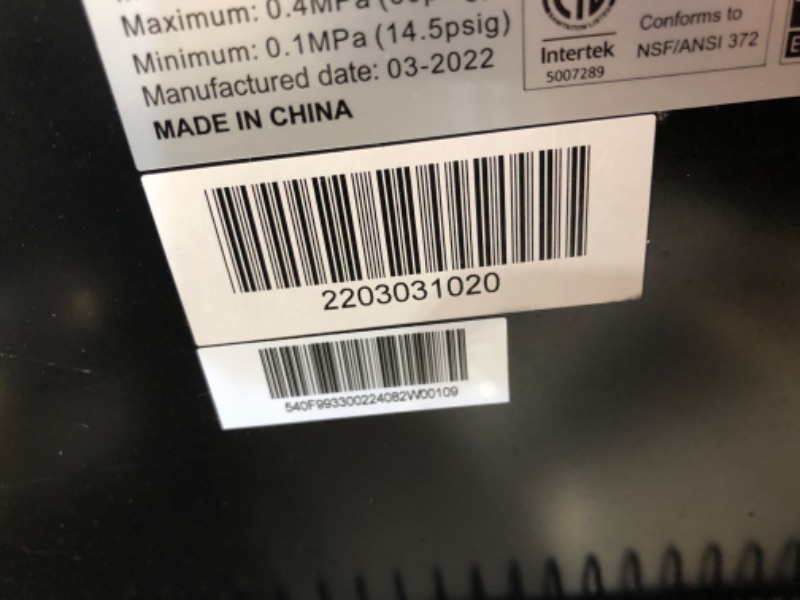 Maximum: 0.4MPa
Minimum: 0.1MPa (14.5psig)
Manufactured date: 03-2022
MADE IN CHINA
Intertek
5007289
Conforms to
NSF/ANSI 372
2203031020
540F993300224082W00109